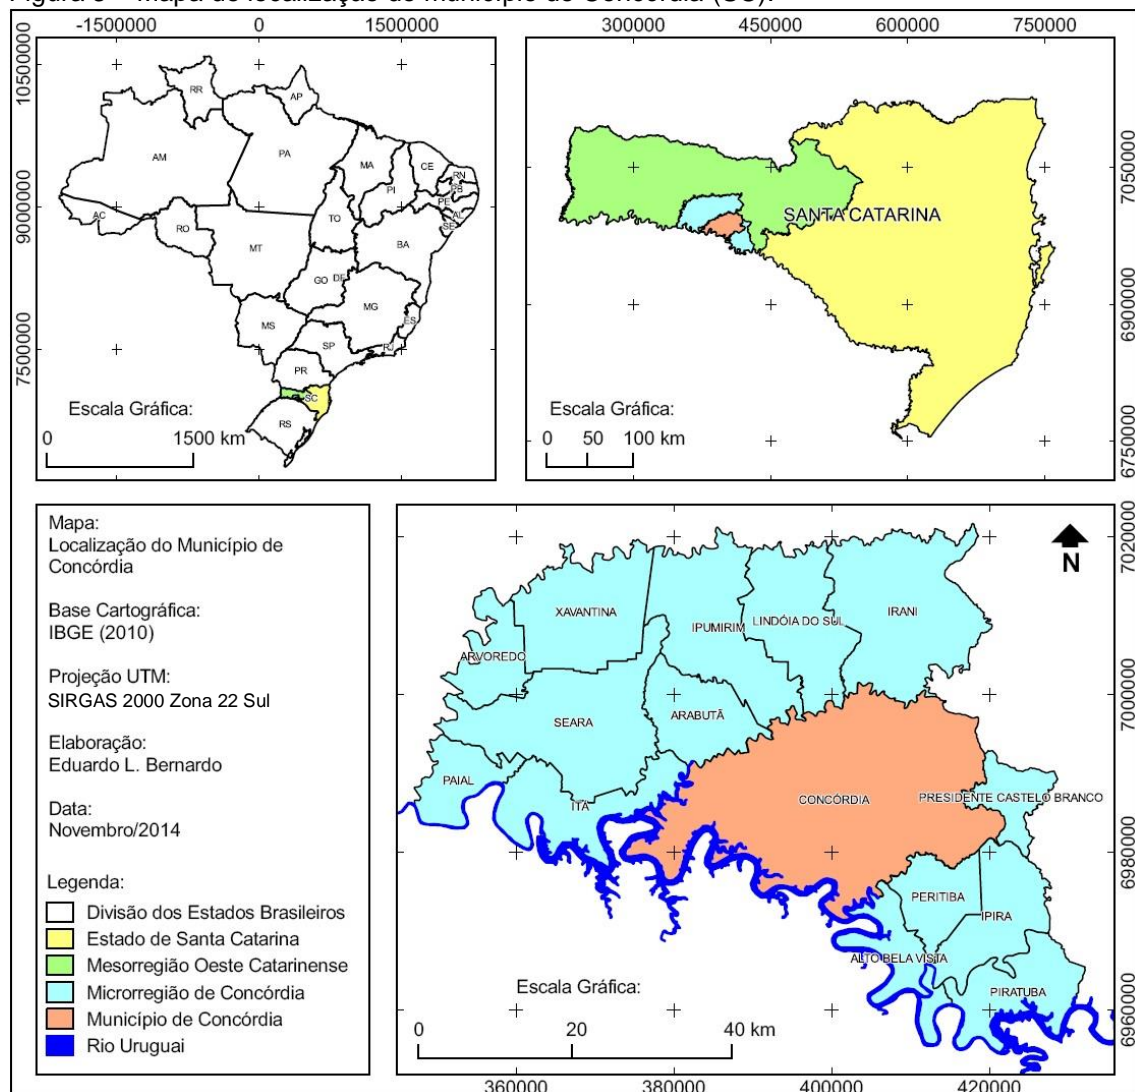 Figura 3 – Mapa de localização do município de Concórdia (SC).
-1500000 0 1500000
10500000
9000000
7500000
RR
AP
AM
PA
MA
CE
RN
PB
PE
AL
SE
PI
AC
RO
TO
BA
MT
GO
DF
MG
ES
MS
SP
RJ
PR
SC
RS
Escala Gráfica:
0 1500 km
300000 450000 600000 750000
7050000
6900000
6750000
SANTA CATARINA
Escala Gráfica:
0 50 100 km
Mapa:
Localização do Município de
Concórdia
Base Cartográfica:
IBGE (2010)
Projeção UTM:
SIRGAS 2000 Zona 22 Sul
Elaboração:
Eduardo L. Bernardo
Data:
Novembro/2014
Legenda:
Divisão dos Estados Brasileiros
Estado de Santa Catarina
Mesorregião Oeste Catarinense
Microrregião de Concórdia
Município de Concórdia
Rio Uruguai
N
7020000
7000000
6980000
6960000
XAVANTINA
IPUMIRIM
LINDÓIA DO SUL
IRANI
ARVOREDO
SEARA
ARABUTÃ
PAIAL
ITÁ
CONCÓRDIA
PRESIDENTE CASTELO BRANCO
PERITIBA
IPIRA
ALTO BELA VISTA
PIRATUBA
Escala Gráfica:
0 20 40 km
360000 380000 400000 420000